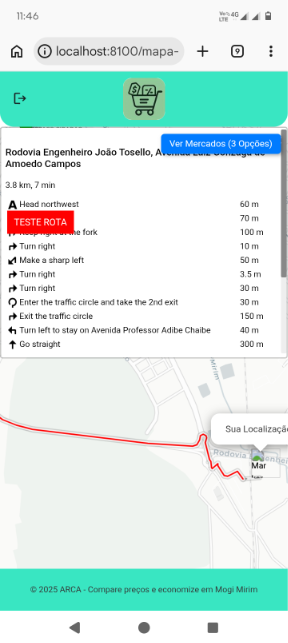 11:46
4G
localhost:8100/mapa-
9
Ver Mercados (3 Opções)
Rodovia Engenheiro João Tosello, Avenida Luiz Gonzaga de
Amoedo Campos
3.8 km, 7 min
Head northwest 60 m
TESTE ROTA 70 m
Keep right at the fork 100 m
Turn right 10 m
Make a sharp left 50 m
Turn right 3.5 m
Turn right 30 m
Enter the traffic circle and take the 2nd exit 30 m
Exit the traffic circle 150 m
Turn left to stay on Avenida Professor Adibe Chaibe 40 m
Go straight 300 m
Mirim
Sua Localização
Rodovia Engenhei
Mar
© 2025 ARCA - Compare preços e economize em Mogi Mirim